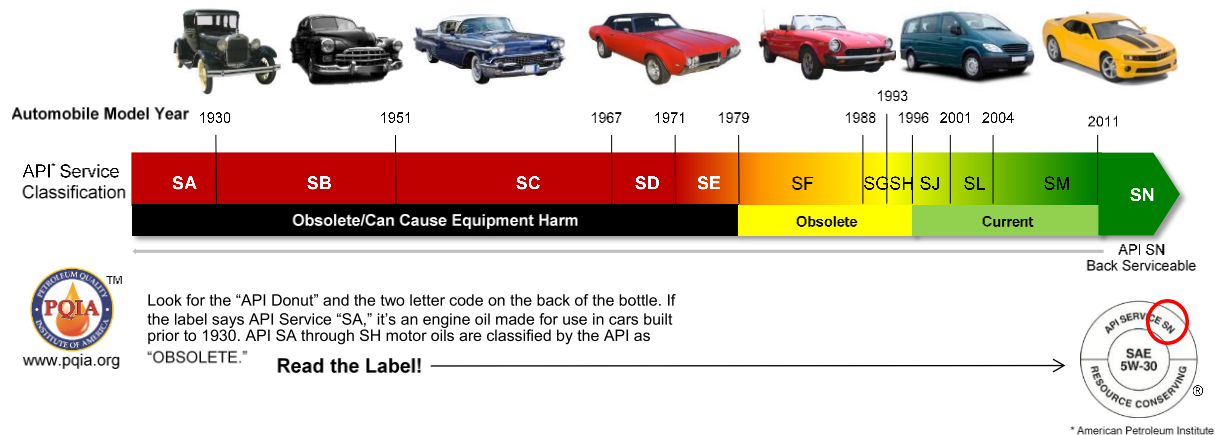 1993
Automobile Model Year 1930 1951 1967 1971 1979 1988 1996 2001 2004 2011
API* Service
Classification
SA SB SC SD SE SF SG SH SJ SL SM SN
Obsolete/Can Cause Equipment Harm Obsolete Current
API SN
Back Serviceable
PETROLEUM QUALITY
PQIA
INSTITUTE OF AMERICA
TM
www.pqia.org
Look for the “API Donut” and the two letter code on the back of the bottle. If
the label says API Service “SA,” it’s an engine oil made for use in cars built
prior to 1930. API SA through SH motor oils are classified by the API as
“OBSOLETE.”
Read the Label!
API SERVICE SN
SAE
5W-30
RESOURCE CONSERVING
®
* American Petroleum Institute